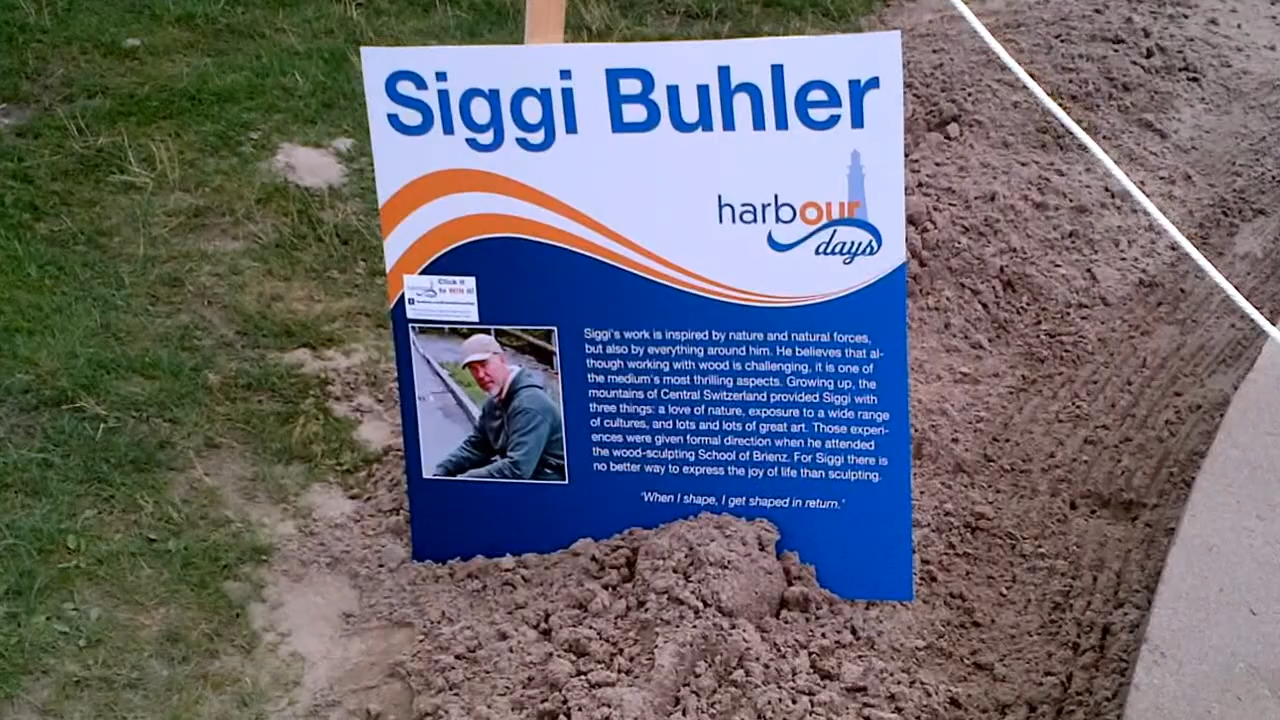 Siggi Buhler
harbour
days
Click it
to WIN it!
Siggi's work is inspired by nature and natural forces,
but also by everything around him. He believes that al-
though working with wood is challenging, it is one of
the medium's most thrilling aspects. Growing up, the
mountains of Central Switzerland provided Siggi with
three things: a love of nature, exposure to a wide range
of cultures, and lots and lots of great art. Those experi-
ences were given formal direction when he attended
the wood-sculpting School of Brienz. For Siggi there is
no better way to express the joy of life than sculpting.
'When I shape, I get shaped in return.'